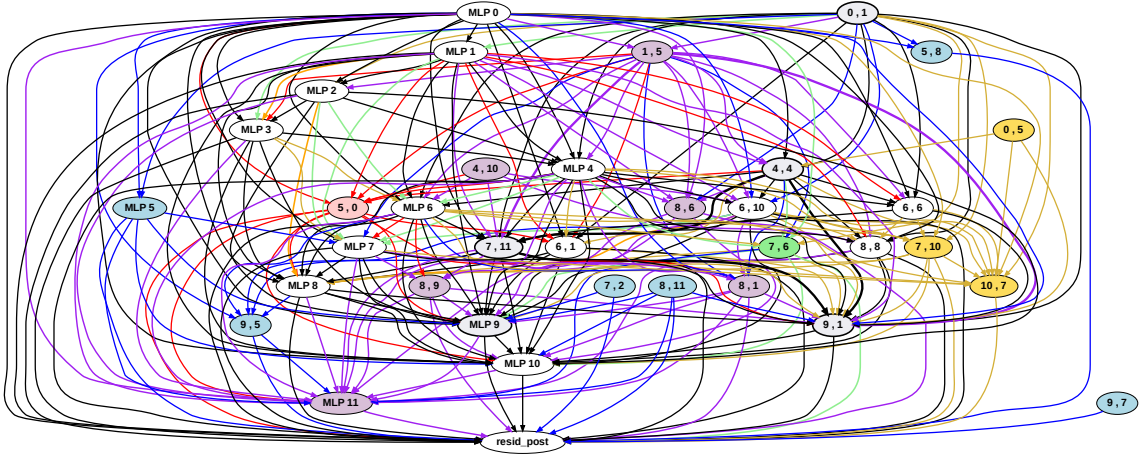 MLP 0
0 , 1
MLP 1
1 , 5
5 , 8
MLP 2
MLP 3
0 , 5
4 , 10
MLP 4
4 , 4
MLP 5
5 , 0
MLP 6
8 , 6
6 , 10
6 , 6
MLP 7
7 , 11
6 , 1
7 , 6
8 , 8
7 , 10
MLP 8
8 , 9
7 , 2
8 , 11
8 , 1
10 , 7
9 , 5
MLP 9
9 , 1
MLP 10
MLP 11
9 , 7
resid_post